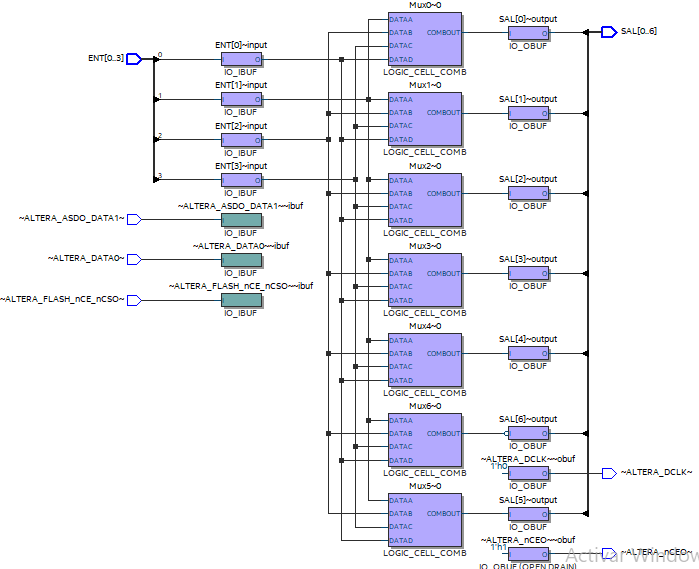 Mux0~0
DATAA
DATAB
DATAC
DATAD
COMBOUT
LOGIC_CELL_COMB
SAL[0]~output
I
O
IO_OBUF
SAL[0..6]
ENT[0..3]
0
ENT[0]~input
I
O
IO_IBUF
1
ENT[1]~input
I
O
IO_IBUF
Mux1~0
DATAA
DATAB
DATAC
DATAD
COMBOUT
LOGIC_CELL_COMB
SAL[1]~output
I
O
IO_OBUF
2
ENT[2]~input
I
O
IO_IBUF
3
ENT[3]~input
I
O
IO_IBUF
Mux2~0
DATAA
DATAB
DATAC
DATAD
COMBOUT
LOGIC_CELL_COMB
SAL[2]~output
I
O
IO_OBUF
~ALTERA_ASDO_DATA1~
~ALTERA_ASDO_DATA1~~ibuf
IO_IBUF
~ALTERA_DATA0~
~ALTERA_DATA0~~ibuf
IO_IBUF
Mux3~0
DATAA
DATAB
DATAC
DATAD
COMBOUT
LOGIC_CELL_COMB
SAL[3]~output
I
O
IO_OBUF
~ALTERA_FLASH_nCE_nCSO~
~ALTERA_FLASH_nCE_nCSO~~ibuf
IO_IBUF
Mux4~0
DATAA
DATAB
DATAC
DATAD
COMBOUT
LOGIC_CELL_COMB
SAL[4]~output
I
O
IO_OBUF
Mux6~0
DATAA
DATAB
DATAC
DATAD
COMBOUT
LOGIC_CELL_COMB
SAL[6]~output
I
O
IO_OBUF
~ALTERA_DCLK~~obuf
1'h0
I
O
IO_OBUF
~ALTERA_DCLK~
Mux5~0
DATAA
DATAB
DATAC
DATAD
COMBOUT
LOGIC_CELL_COMB
SAL[5]~output
I
O
IO_OBUF
~ALTERA_nCEO~~obuf
1'h1
I
O
IO_OBUF (OPEN DRAIN)
~ALTERA_nCEO~
Activar Window